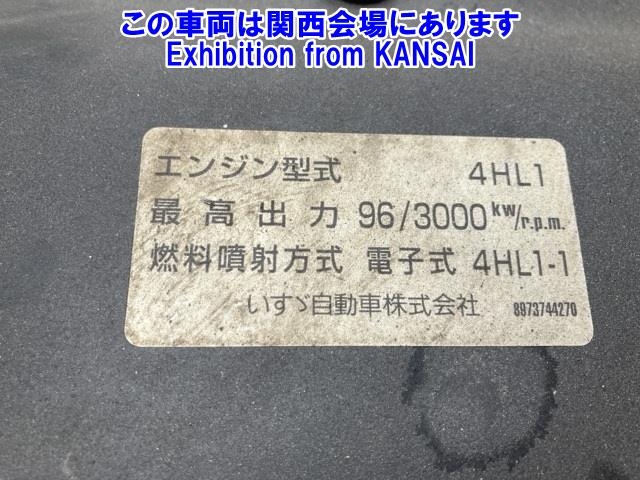 この車両は関西会場にあります
Exhibition from KANSAI
エンジン型式 4HL1
最高出力 96/3000kw/r.p.m.
燃料噴射方式 電子式 4HL1-1
いすゞ自動車株式会社 8973744270